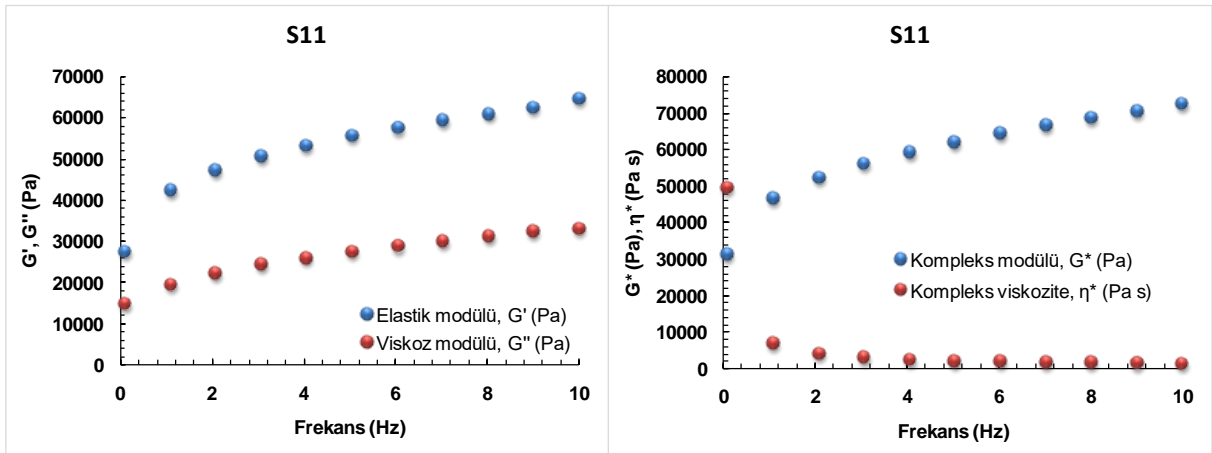 S11
70000
60000
50000
40000
30000
20000
10000
0
G', G'' (Pa)
Elastik modülü, G' (Pa)
Viskoz modülü, G'' (Pa)
0 2 4 6 8 10
Frekans (Hz)
S11
80000
70000
60000
50000
40000
30000
20000
10000
0
G* (Pa), η* (Pa s)
Kompleks modülü, G* (Pa)
Kompleks viskozite, η* (Pa s)
0 2 4 6 8 10
Frekans (Hz)